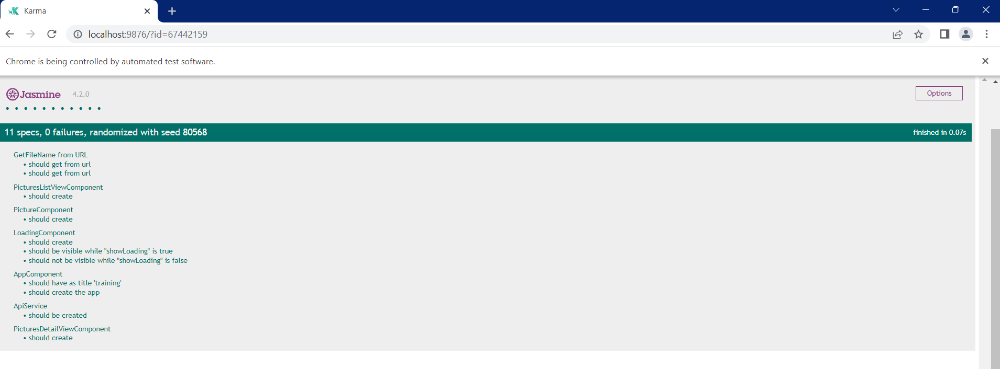 Karma
localhost:9876/?id=67442159
Chrome is being controlled by automated test software.
Jasmine 4.2.0
Options
11 specs, 0 failures, randomized with seed 80568
finished in 0.07s
GetFileName from URL
• should get from url
• should get from url
PicturesListViewComponent
• should create
PictureComponent
• should create
LoadingComponent
• should create
• should be visible while "showLoading" is true
• should not be visible while "showLoading" is false
AppComponent
• should have as title 'training'
• should create the app
ApiService
• should be created
PicturesDetailViewComponent
• should create